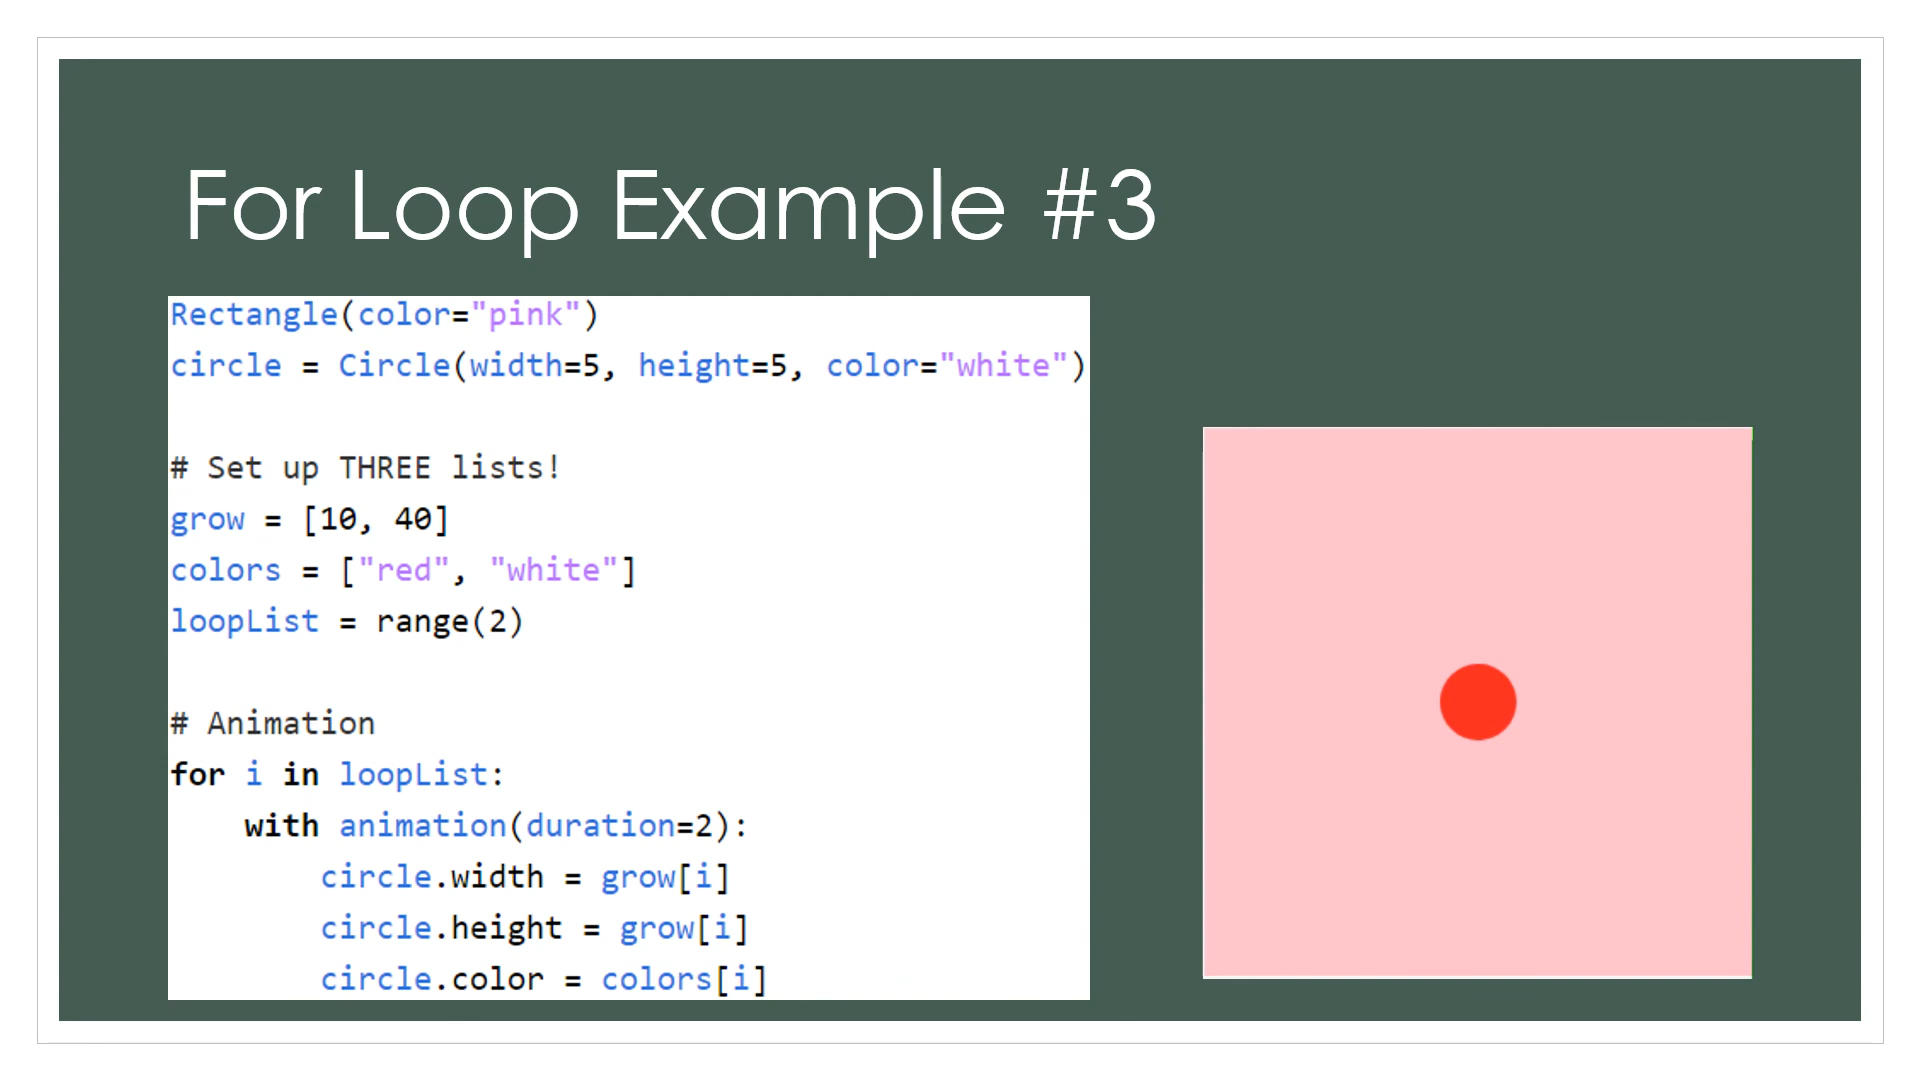 For Loop Example #3
Rectangle(color="pink")
circle = Circle(width=5, height=5, color="white")
# Set up THREE lists!
grow = [10, 40]
colors = ["red", "white"]
loopList = range(2)
# Animation
for i in loopList:
    with animation(duration=2):
        circle.width = grow[i]
        circle.height = grow[i]
        circle.color = colors[i]